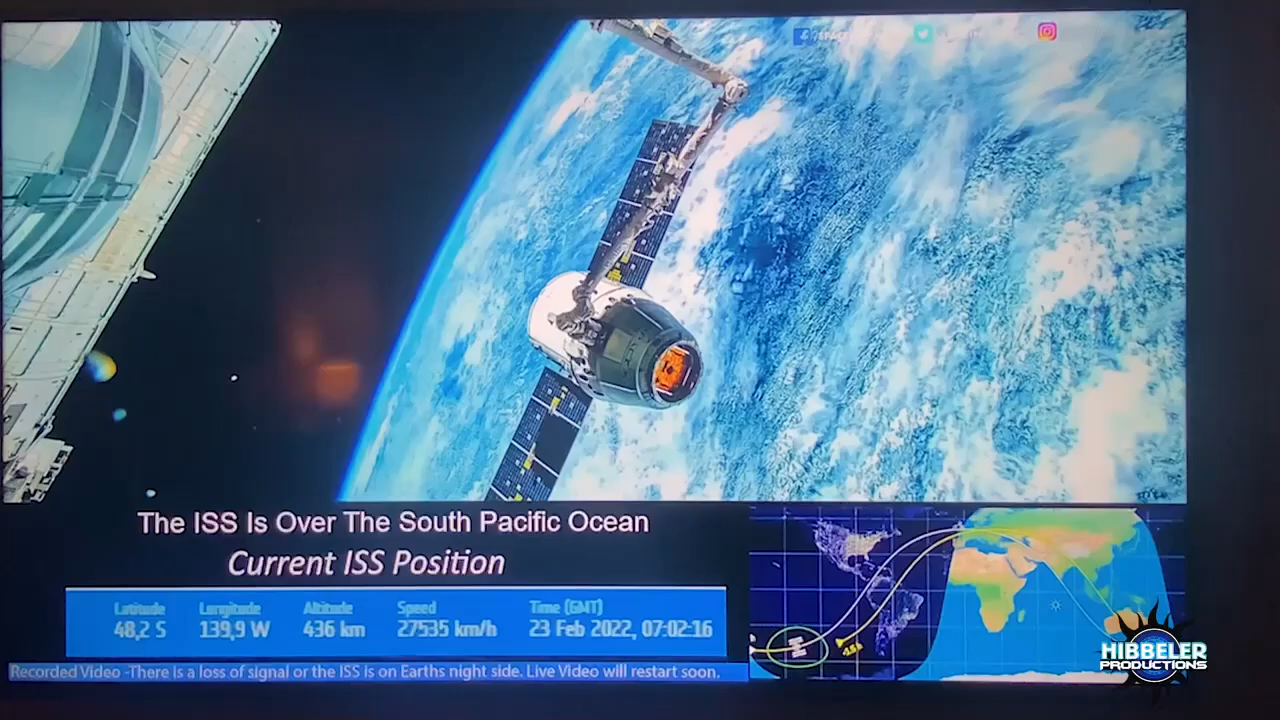 The ISS Is Over The South Pacific Ocean
Current ISS Position
Latitude Longitude Altitude Speed Time (GMT)
48,2 S 139,9 W 436 km 27535 km/h 23 Feb 2022, 07:02:16
Recorded Video -There is a loss of signal or the ISS is on Earths night side. Live Video will restart soon.
HIBBELER
PRODUCTIONS